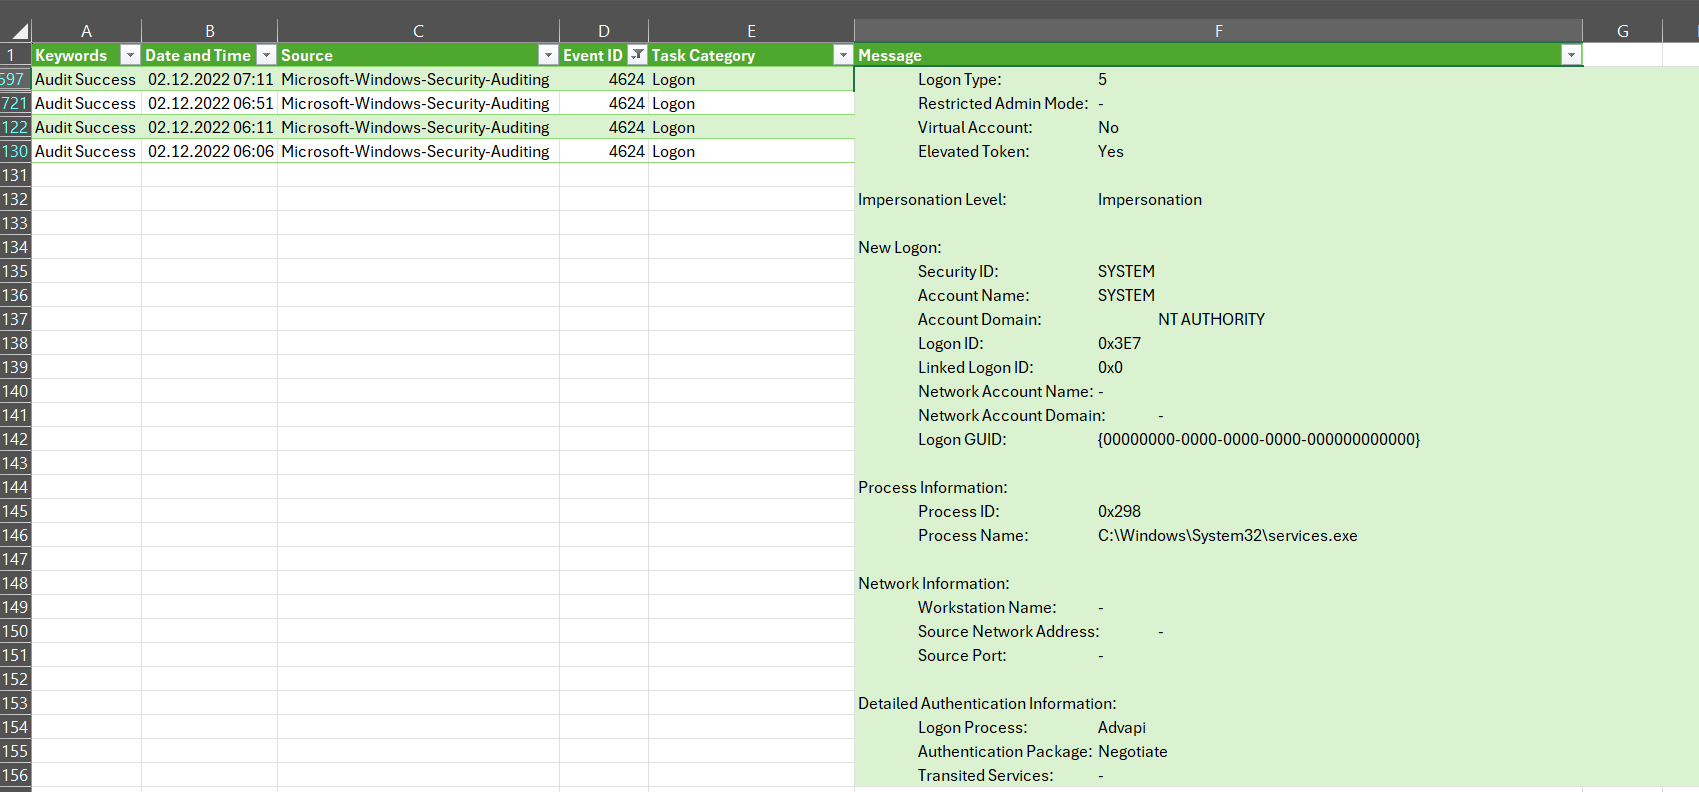 A B C D E F G
1 Keywords Date and Time Source Event ID Task Category Message
597 Audit Success 02.12.2022 07:11 Microsoft-Windows-Security-Auditing 4624 Logon Logon Type: 5
721 Audit Success 02.12.2022 06:51 Microsoft-Windows-Security-Auditing 4624 Logon Restricted Admin Mode: -
122 Audit Success 02.12.2022 06:11 Microsoft-Windows-Security-Auditing 4624 Logon Virtual Account: No
130 Audit Success 02.12.2022 06:06 Microsoft-Windows-Security-Auditing 4624 Logon Elevated Token: Yes
131
132 Impersonation Level: Impersonation
133
134 New Logon:
135 Security ID: SYSTEM
136 Account Name: SYSTEM
137 Account Domain: NT AUTHORITY
138 Logon ID: 0x3E7
139 Linked Logon ID: 0x0
140 Network Account Name: -
141 Network Account Domain: -
142 Logon GUID: {00000000-0000-0000-0000-000000000000}
143
144 Process Information:
145 Process ID: 0x298
146 Process Name: C:\Windows\System32\services.exe
147
148 Network Information:
149 Workstation Name: -
150 Source Network Address: -
151 Source Port: -
152
153 Detailed Authentication Information:
154 Logon Process: Advapi
155 Authentication Package: Negotiate
156 Transited Services: -